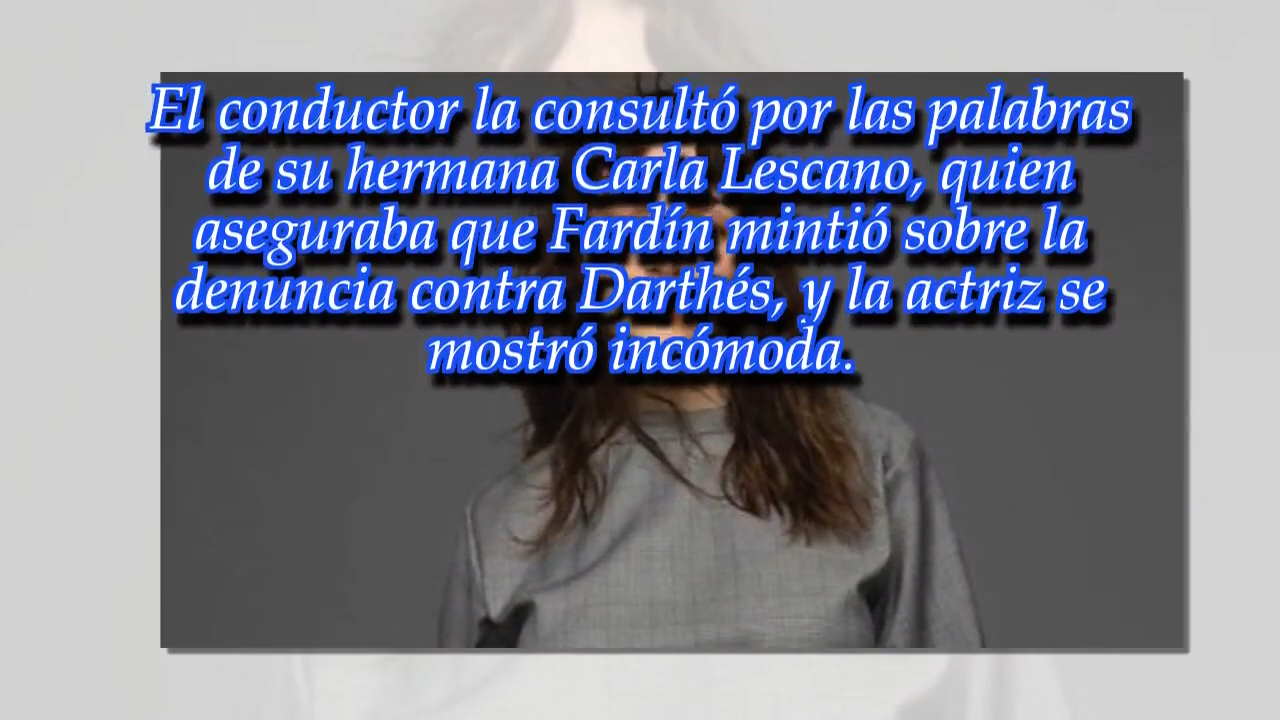 El conductor la consultó por las palabras
de su hermana Carla Lescano, quien
aseguraba que Fardín mintió sobre la
denuncia contra Darthés, y la actriz se
mostró incómoda.